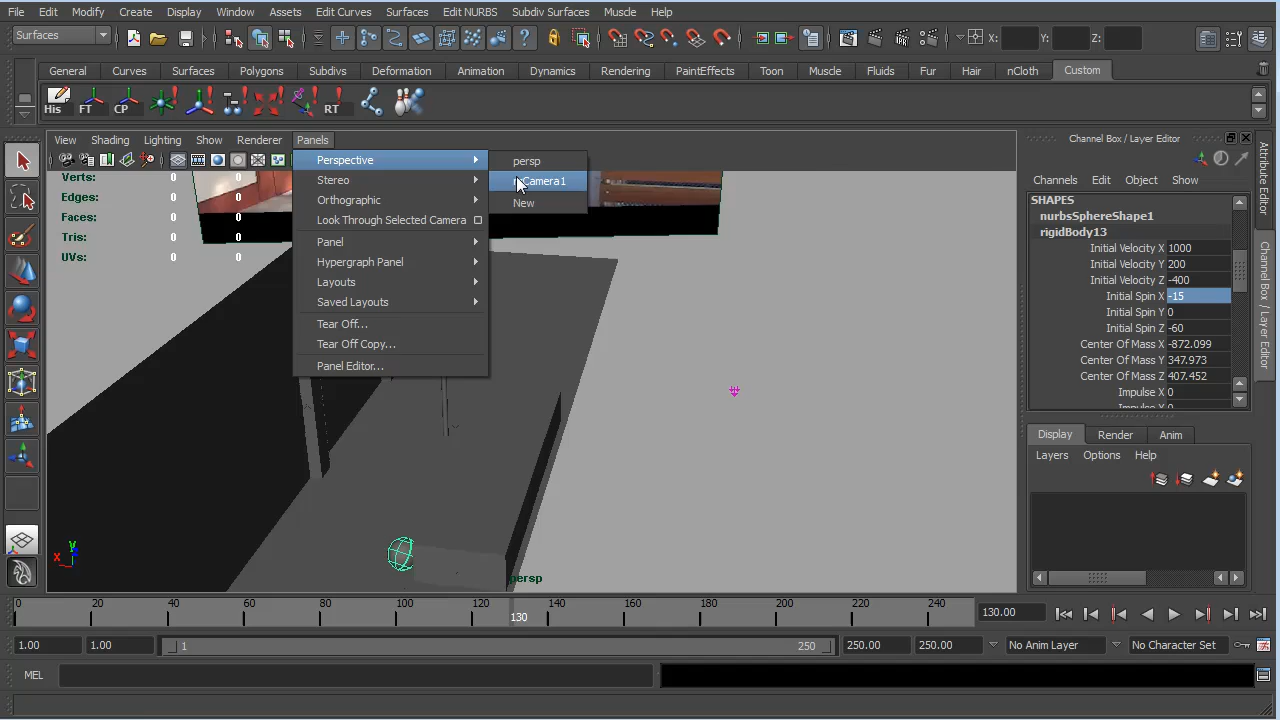 File Edit Modify Create Display Window Assets Edit Curves Surfaces Edit NURBS Subdiv Surfaces Muscle Help
Surfaces X: Y: Z:
General Curves Surfaces Polygons Subdivs Deformation Animation Dynamics Rendering PaintEffects Toon Muscle Fluids Fur Hair nCloth Custom
His FT CP RT
View Shading Lighting Show Renderer Panels
Channel Box / Layer Editor
Verts: 0 0
Edges: 0 0
Faces: 0 0
Tris: 0 0
UVs: 0 0
Perspective
Stereo
Orthographic
Look Through Selected Camera
Panel
Hypergraph Panel
Layouts
Saved Layouts
Tear Off...
Tear Off Copy...
Panel Editor...
persp
Camera1
New
Y
X
Z
persp
Channels Edit Object Show
SHAPES
nurbsSphereShape1
rigidBody13
Initial Velocity X 1000
Initial Velocity Y 200
Initial Velocity Z -400
Initial Spin X -15
Initial Spin Y 0
Initial Spin Z -60
Center Of Mass X -872.099
Center Of Mass Y 347.973
Center Of Mass Z 407.452
Impulse X 0
Attribute Editor
Channel Box / Layer Editor
Display Render Anim
Layers Options Help
0 20 40 60 80 100 120 140 160 180 200 220 240
130
130.00
1.00 1.00 1 250 250.00 250.00 No Anim Layer No Character Set
MEL